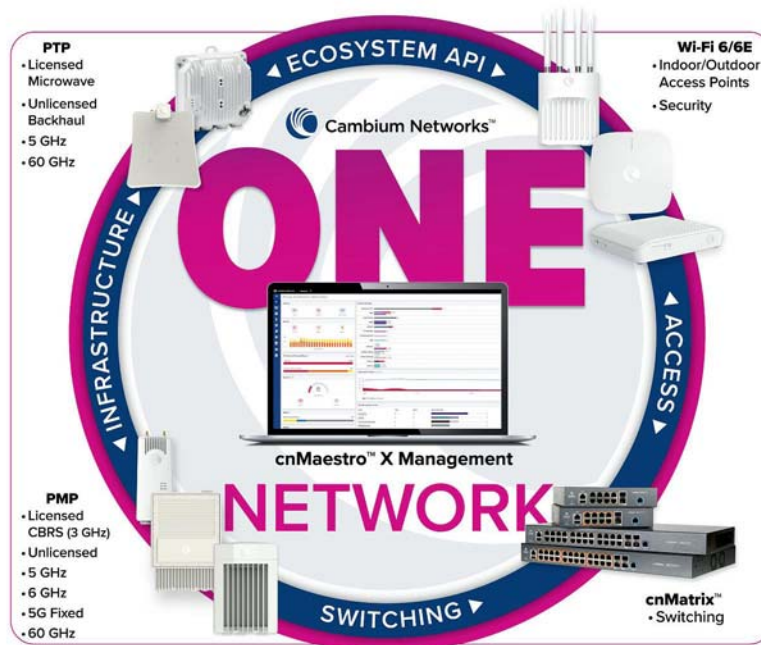 PTP
• Licensed
Microwave
• Unlicensed
Backhaul
• 5 GHz
• 60 GHz
◄ ECOSYSTEM API ►
Wi-Fi 6/6E
• Indoor/Outdoor
Access Points
• Security
Cambium Networks™
ONE
◄ INFRASTRUCTURE ►
◄ ACCESS ►
cnMaestro™ X Management
NETWORK
PMP
• Licensed
CBRS (3 GHz)
• Unlicensed
• 5 GHz
• 6 GHz
• 5G Fixed
• 60 GHz
SWITCHING ►
cnMatrix™
• Switching